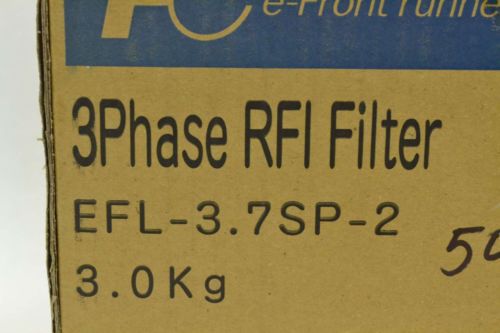 e-Front runne
3Phase RFI Filter
EFL-3.7SP-2
3.0Kg